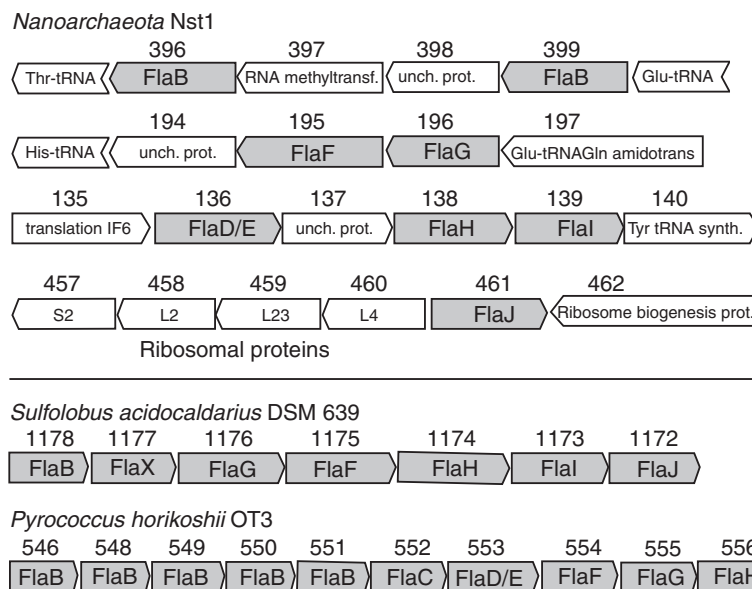 Nanoarchaeota Nst1
396 397 398 399
Thr-tRNA FlaB RNA methyltransf. unch. prot. FlaB Glu-tRNA
194 195 196 197
His-tRNA unch. prot. FlaF FlaG Glu-tRNAGln amidotrans
135 136 137 138 139 140
translation IF6 FlaD/E unch. prot. FlaH FlaI Tyr tRNA synth.
457 458 459 460 461 462
S2 L2 L23 L4 FlaJ Ribosome biogenesis prot.
Ribosomal proteins
Sulfolobus acidocaldarius DSM 639
1178 1177 1176 1175 1174 1173 1172
FlaB FlaX FlaG FlaF FlaH FlaI FlaJ
Pyrococcus horikoshii OT3
546 548 549 550 551 552 553 554 555 556
FlaB FlaB FlaB FlaB FlaB FlaC FlaD/E FlaF FlaG FlaH